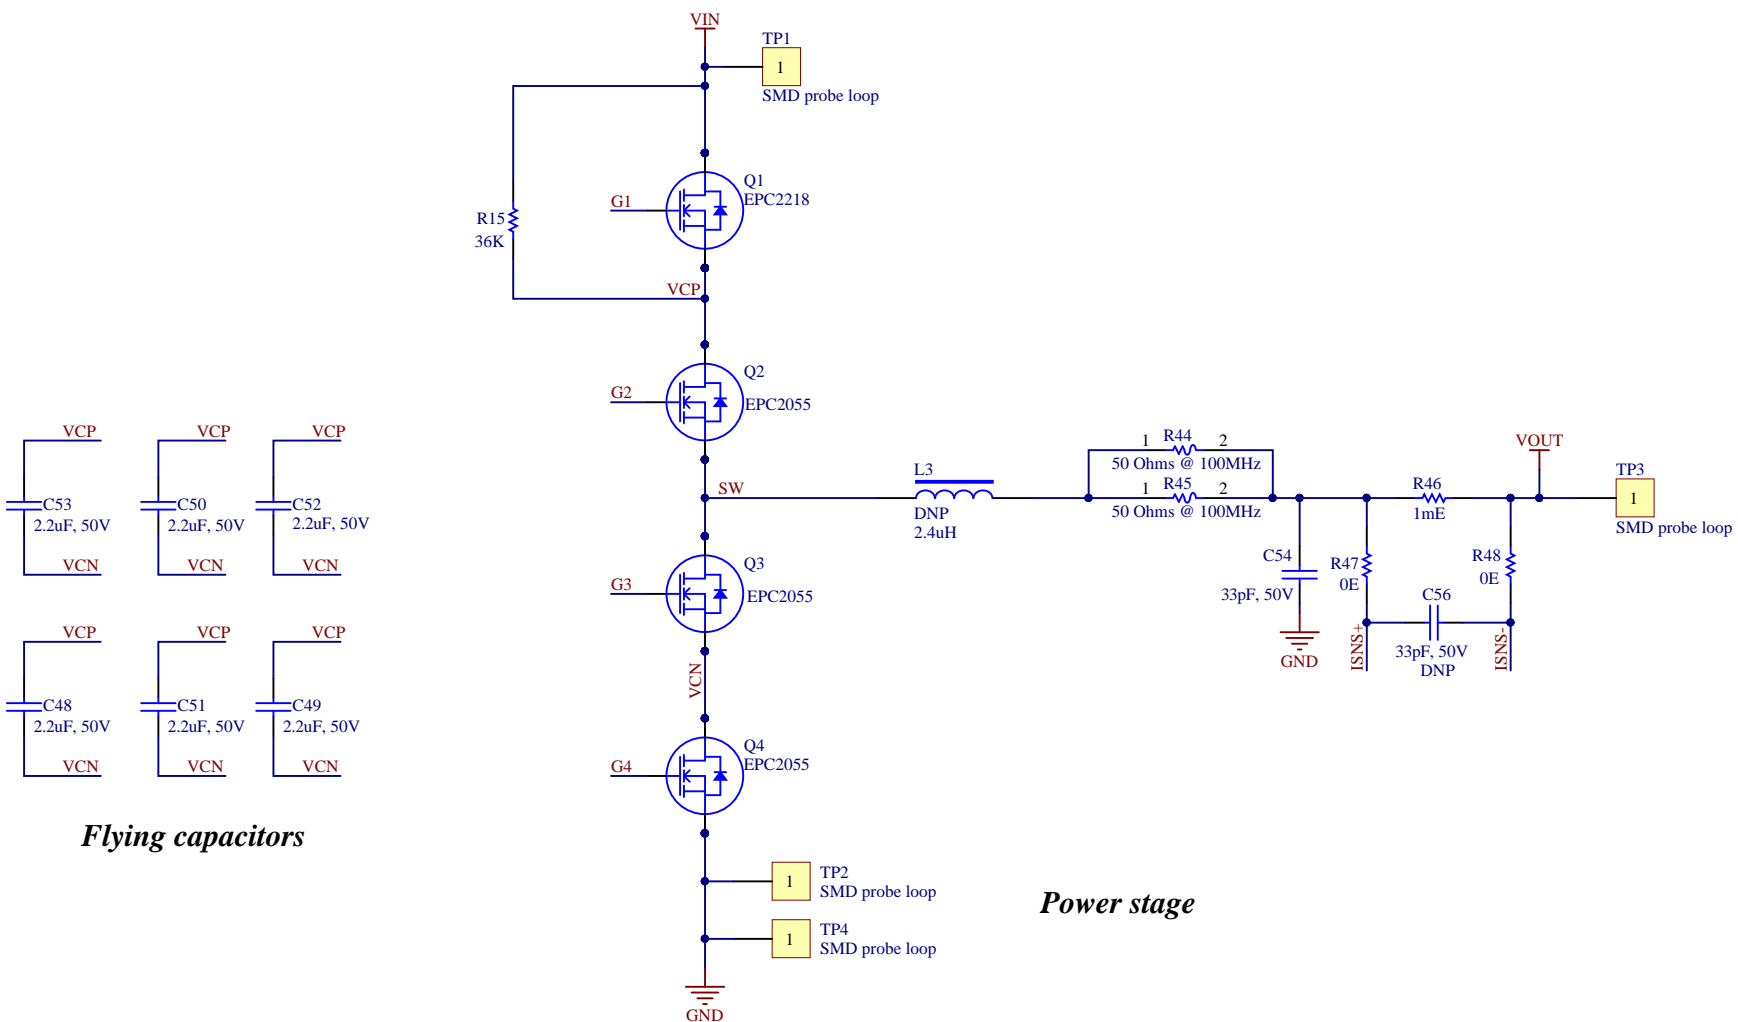 VIN
TP1
1
SMD probe loop
Q1
EPC2218
G1
R15
36K
VCP
Q2
EPC2055
G2
SW
Q3
EPC2055
G3
VCN
Q4
EPC2055
G4
TP2
1
SMD probe loop
TP4
1
SMD probe loop
GND
VCP
C53
2.2uF, 50V
VCN
VCP
C50
2.2uF, 50V
VCN
VCP
C52
2.2uF, 50V
VCN
VCP
C48
2.2uF, 50V
VCN
VCP
C51
2.2uF, 50V
VCN
VCP
C49
2.2uF, 50V
VCN
Flying capacitors
L3
DNP
2.4uH
1 R44 2
50 Ohms @ 100MHz
1 R45 2
50 Ohms @ 100MHz
C54
33pF, 50V
GND
R47
0E
ISNS+
R46
1mE
C56
33pF, 50V
DNP
R48
0E
ISNS-
VOUT
TP3
1
SMD probe loop
Power stage